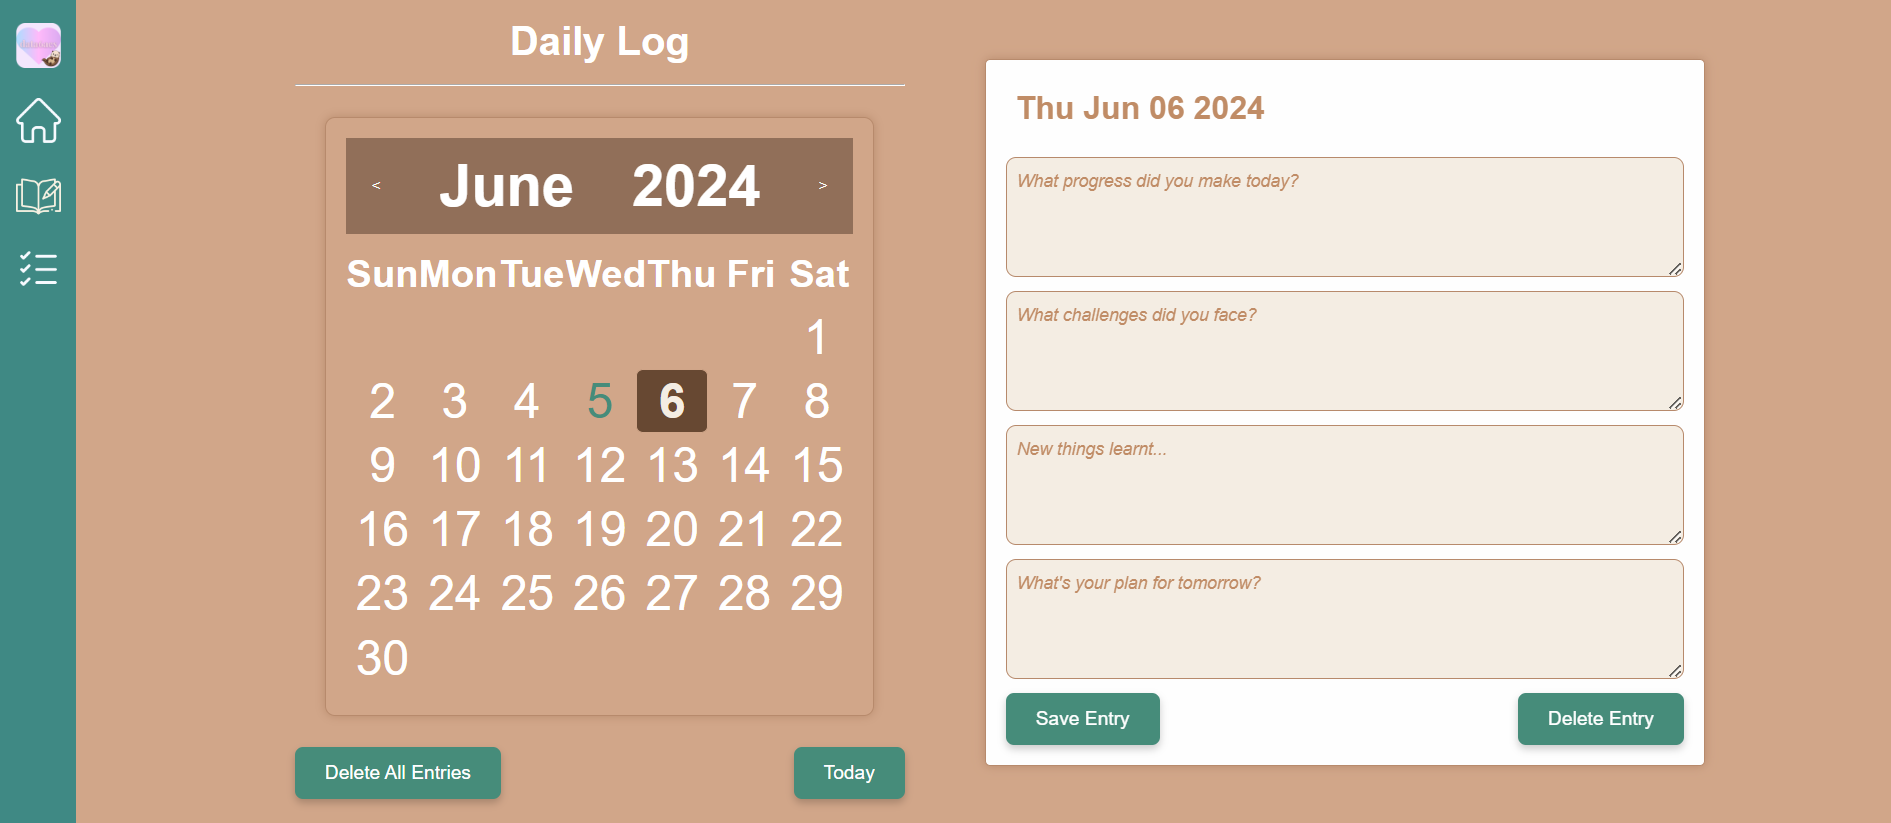 Daily Log
< June 2024 >
Sun Mon Tue Wed Thu Fri Sat
1
2 3 4 5 6 7 8
9 10 11 12 13 14 15
16 17 18 19 20 21 22
23 24 25 26 27 28 29
30
Delete All Entries
Today
Thu Jun 06 2024
What progress did you make today?
What challenges did you face?
New things learnt...
What's your plan for tomorrow?
Save Entry
Delete Entry